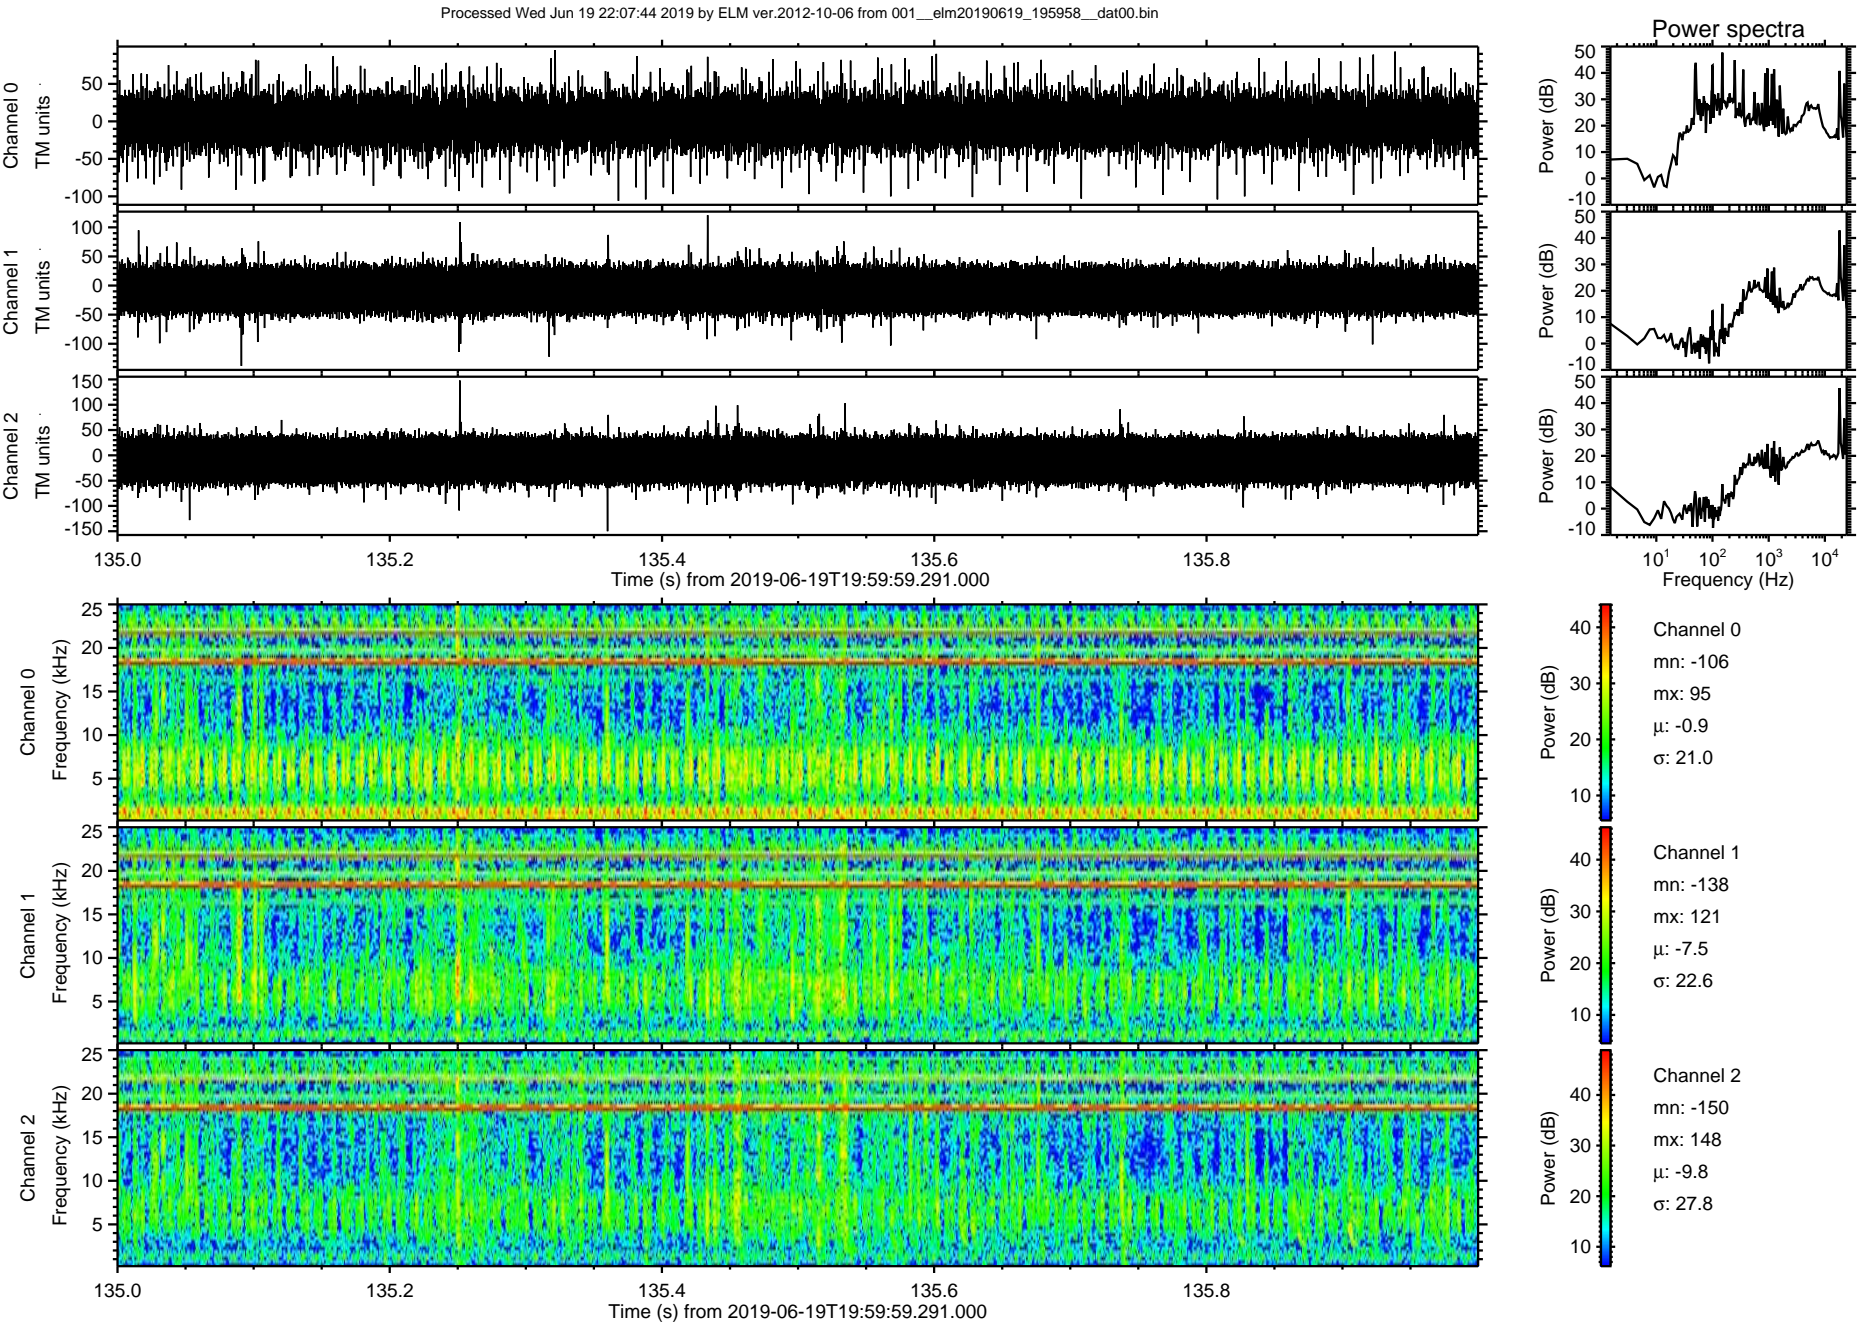 Processed Wed Jun 19 22:07:44 2019 by ELM ver.2012-10-06 from 001__elm20190619_195958__dat00.bin
Power spectra
Channel 0
TM units
50
0
-50
-100
Power (dB)
50
40
30
20
10
0
-10
Channel 1
TM units
100
50
0
-50
-100
Power (dB)
50
40
30
20
10
0
-10
Channel 2
TM units
150
100
50
0
-50
-100
-150
Power (dB)
50
40
30
20
10
0
-10
135.0 135.2 135.4 135.6 135.8
Time (s) from 2019-06-19T19:59:59.291.000
10¹ 10² 10³ 10⁴
Frequency (Hz)
Channel 0
Frequency (kHz)
25
20
15
10
5
Power (dB)
40
30
20
10
Channel 0
mn: -106
mx: 95
μ: -0.9
σ: 21.0
Channel 1
Frequency (kHz)
25
20
15
10
5
Power (dB)
40
30
20
10
Channel 1
mn: -138
mx: 121
μ: -7.5
σ: 22.6
Channel 2
Frequency (kHz)
25
20
15
10
5
Power (dB)
40
30
20
10
Channel 2
mn: -150
mx: 148
μ: -9.8
σ: 27.8
135.0 135.2 135.4 135.6 135.8
Time (s) from 2019-06-19T19:59:59.291.000